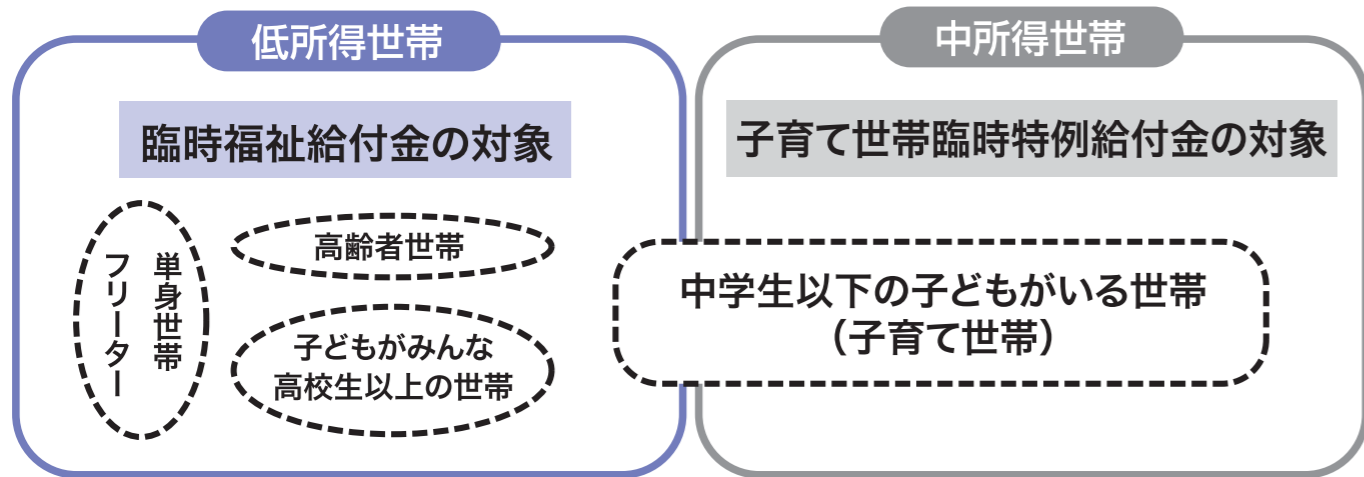 低所得世帯
臨時福祉給付金の対象
単身世帯
フリーター
高齢者世帯
子どもがみんな
高校生以上の世帯
中所得世帯
子育て世帯臨時特例給付金の対象
中学生以下の子どもがいる世帯
（子育て世帯）